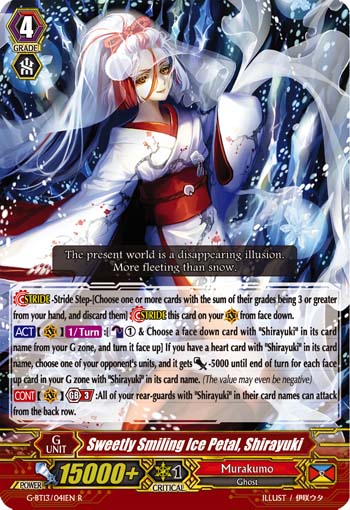 4
GRADE
The present world is a disappearing illusion.
More fleeting than snow.
STRIDE -Stride Step-[Choose one or more cards with the sum of their grades being 3 or greater
from your hand, and discard them] :STRIDE this card on your from face down.
ACT [ ] 1/Turn : [ 1 & Choose a face down card with "Shirayuki" in its card
name from your G zone, and turn it face up] If you have a heart card with "Shirayuki" in its card
name, choose one of your opponent's units, and it gets -5000 until end of turn for each face
up card in your G zone with "Shirayuki" in its card name. (The value may even be negative)
CONT [ ] GB 3 :All of your rear-guards with "Shirayuki" in their card names can attack
from the back row.
G
UNIT
Sweetly Smiling Ice Petal, Shirayuki
POWER
15000+
1
CRITICAL
Murakumo
Ghost
G-BT13/041EN R
ILLUST / 伊咲ウタ